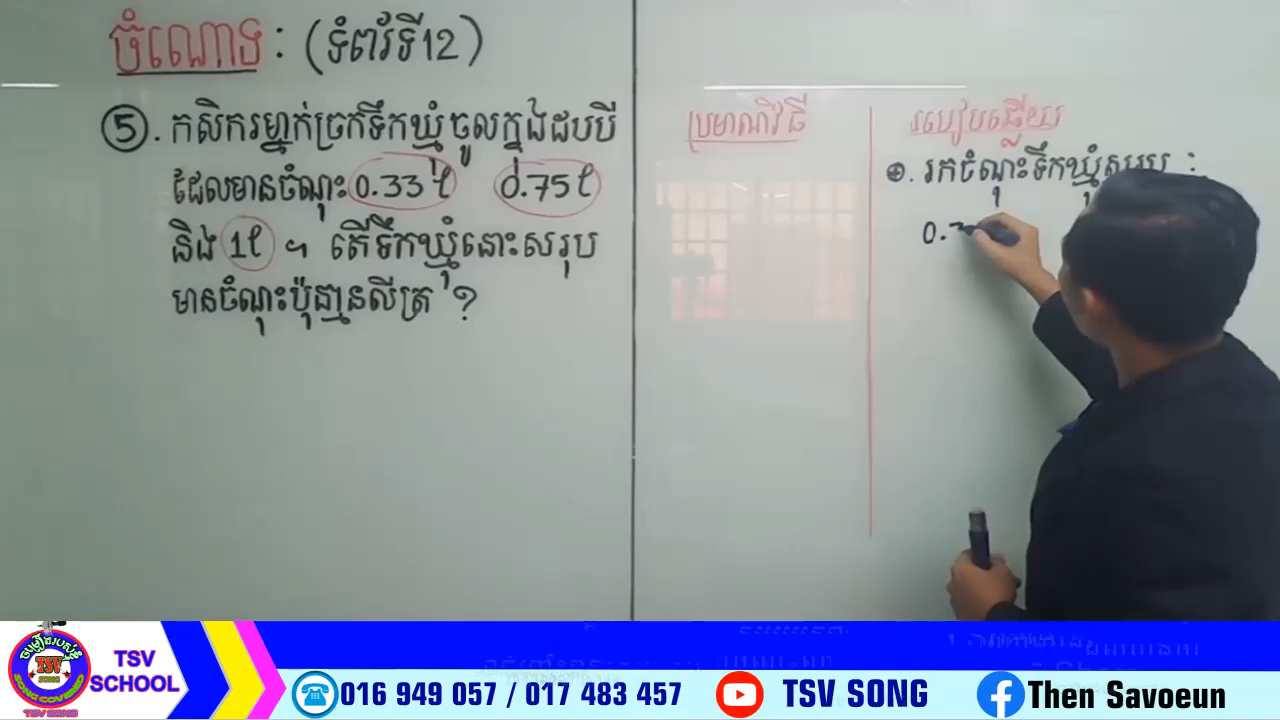 ចំណោទ : (ទំព័រទី12)
⑤. កសិករម្នាក់ច្រកទឹកឃ្មុំចូលក្នុងដបបី
ដែលមានចំណុះ 0.33 l 0.75 l
និង 1l ។ តើទឹកឃ្មុំនោះសរុប
មានចំណុះប៉ុន្មានលីត្រ ?
ប្រមាណវិធី
របៀបឆ្លើយ
. រកចំណុះទឹកឃ្មុំសរុប :
0.
TSV SONG
TSV SCHOOL
016 949 057 / 017 483 457
TSV SONG
Then Savoeun